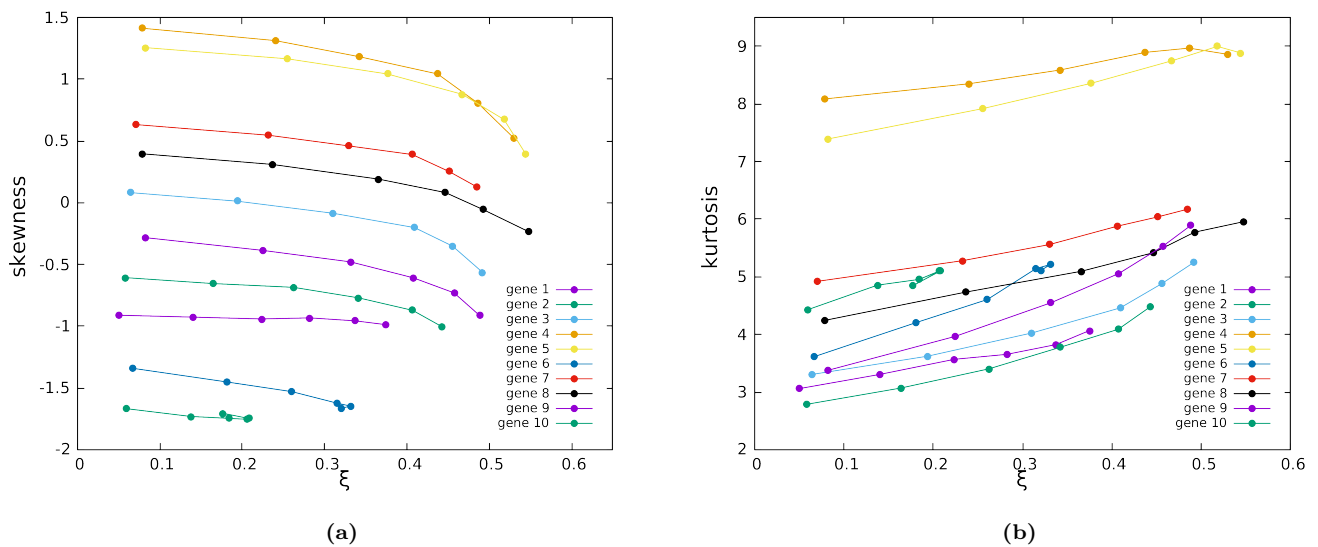 1.5
1
0.5
0
-0.5
-1
-1.5
-2
skewness
0 0.1 0.2 0.3 0.4 0.5 0.6
ξ
gene 1
gene 2
gene 3
gene 4
gene 5
gene 6
gene 7
gene 8
gene 9
gene 10
(a)
9
8
7
6
5
4
3
2
kurtosis
0 0.1 0.2 0.3 0.4 0.5 0.6
ξ
gene 1
gene 2
gene 3
gene 4
gene 5
gene 6
gene 7
gene 8
gene 9
gene 10
(b)